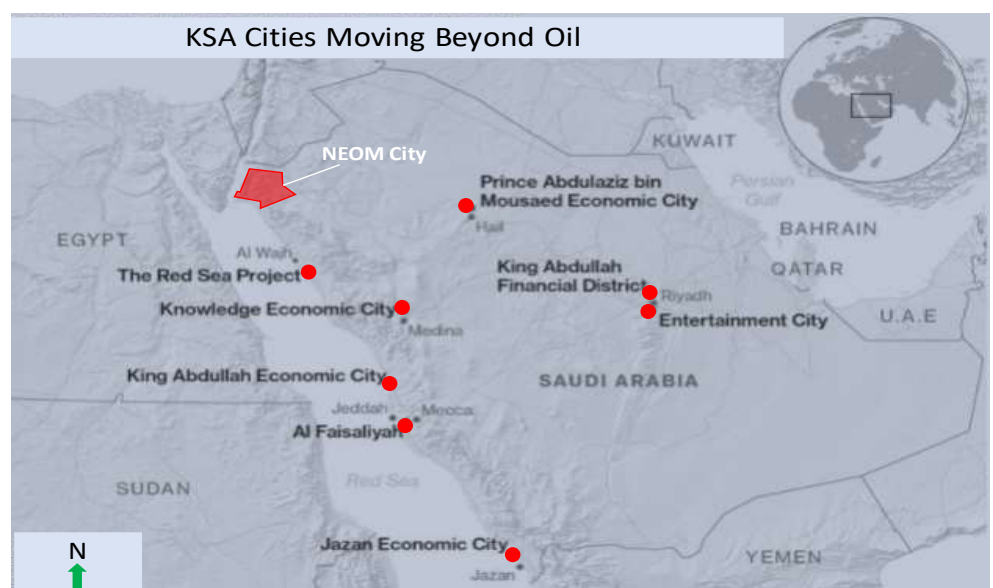 KSA Cities Moving Beyond Oil
KUWAIT
NEOM City
Prince Abdulaziz bin
Mousaed Economic City
Persian
Gulf
Hail
BAHRAIN
EGYPT
Al Wajh
The Red Sea Project
King Abdullah
Financial District
QATAR
Riyadh
Knowledge Economic City
Medina
Entertainment City
U.A.E
King Abdullah Economic City
SAUDI ARABIA
Jeddah
Mecca
Al Faisaliyah
Red Sea
SUDAN
N
Jazan Economic City
Jazan
YEMEN